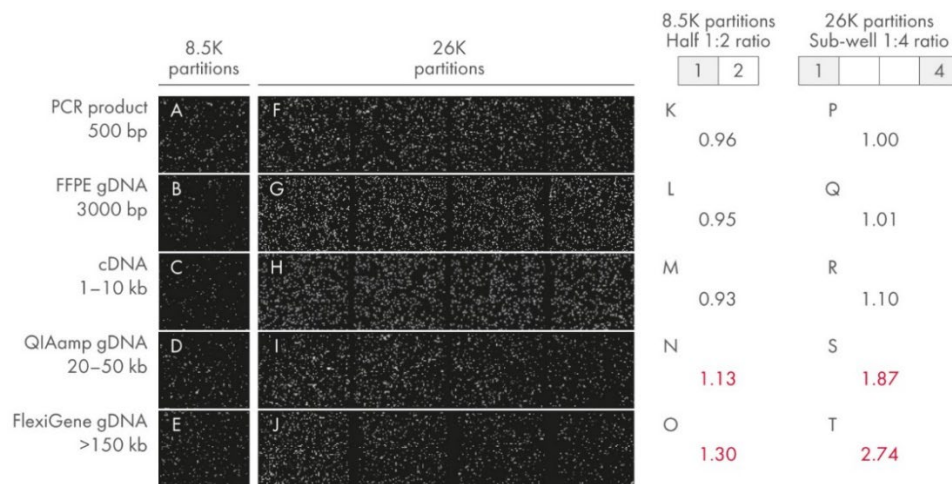 8.5K
partitions
26K
partitions
8.5K partitions
Half 1:2 ratio
26K partitions
Sub-well 1:4 ratio
1 2
1 4
PCR product
500 bp
A
F
K
0.96
P
1.00
FFPE gDNA
3000 bp
B
G
L
0.95
Q
1.01
cDNA
1–10 kb
C
H
M
0.93
R
1.10
QIAamp gDNA
20–50 kb
D
I
N
1.13
S
1.87
FlexiGene gDNA
>150 kb
E
J
O
1.30
T
2.74